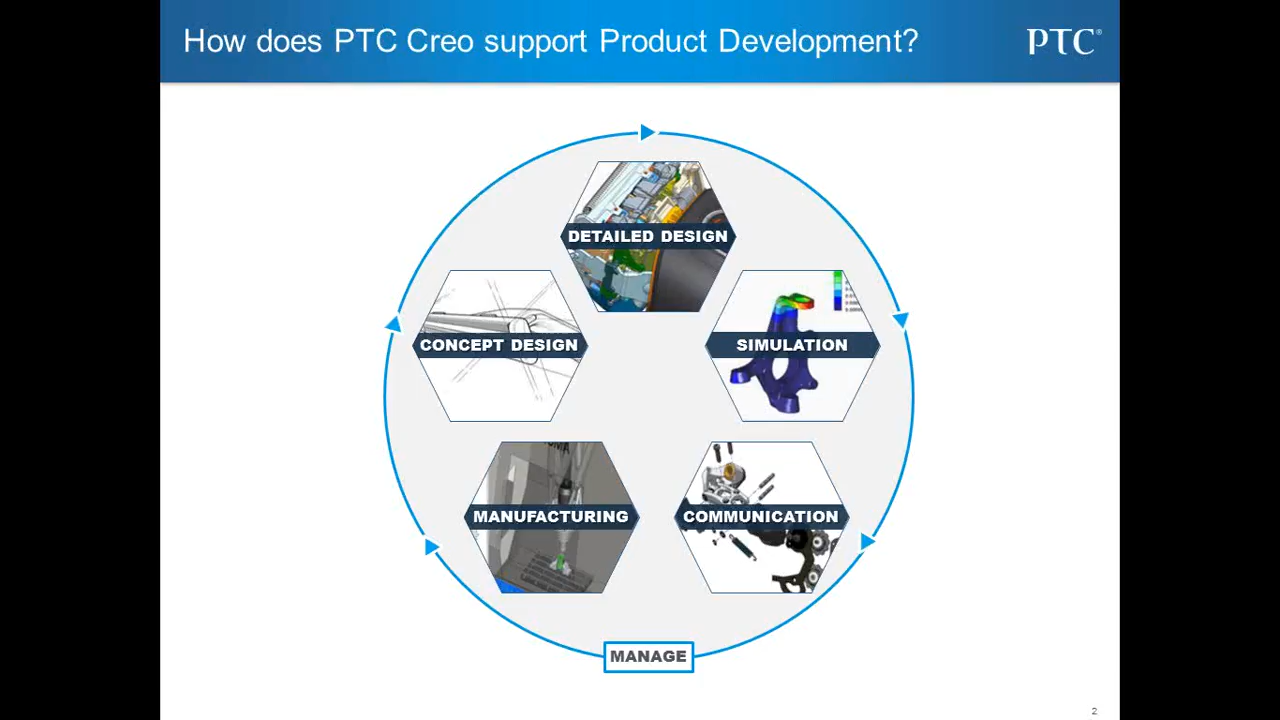 How does PTC Creo support Product Development?
PTC®
DETAILED DESIGN
CONCEPT DESIGN
SIMULATION
MANUFACTURING
COMMUNICATION
MANAGE
2